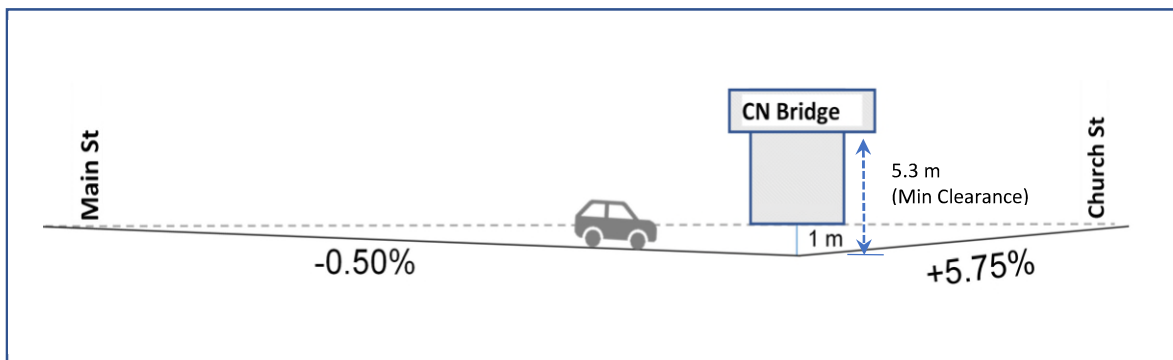 Main St
CN Bridge
Church St
5.3 m
(Min Clearance)
1 m
-0.50%
+5.75%